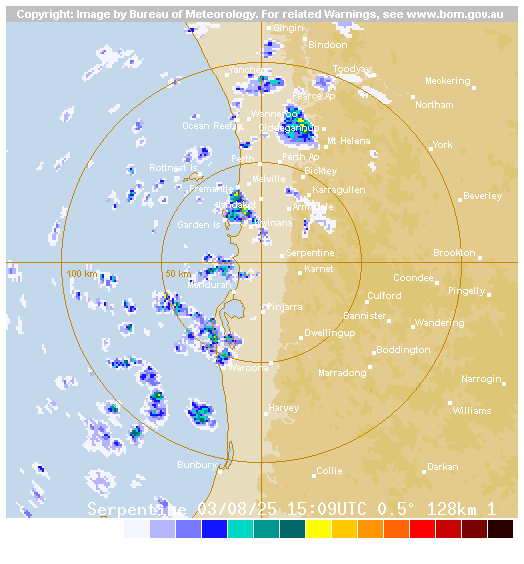 Copyright: Image by Bureau of Meteorology. For related Warnings, see www.bom.gov.au
Gingin
Bindoon
Yanchep
Toodyay
Meckering
Pearce Ap
Northam
Wanneroo
Ocean Reef
Gidgegannup
Mt Helena
York
Perth
Perth Ap
Rottnest Is
Bickley
Melville
Fremantle
Karragullen
Beverley
Armadale
Garden Is
Kwinana
Serpentine
Brookton
100 km
50 km
Karnet
Coondee
Mandurah
Pingelly
Culford
Pinjarra
Bannister
Wandering
Dwellingup
Boddington
Waroona
Marradong
Narrogin
Harvey
Williams
Bunbury
Collie
Darkan
Serpentine 03/08/25 15:09UTC 0.5° 128km 1